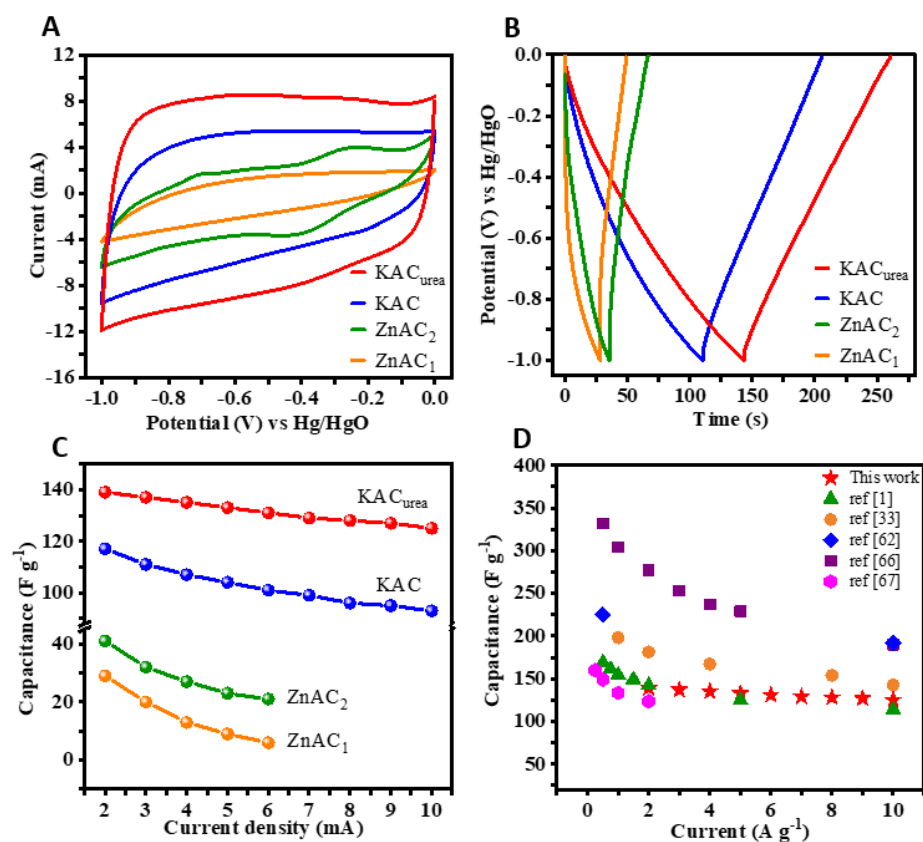 A
12
8
4
0
-4
-8
-12
-16
Current (mA)
KACurea
KAC
ZnAC2
ZnAC1
-1.0
-0.8
-0.6
-0.4
-0.2
0.0
Potential (V) vs Hg/HgO
B
0.0
-0.2
-0.4
-0.6
-0.8
-1.0
Potential (V) vs Hg/HgO
KACurea
KAC
ZnAC2
ZnAC1
0
50
100
150
200
250
Time (s)
C
140
120
100
40
20
0
Capacitance (F g-1)
KACurea
KAC
ZnAC2
ZnAC1
2
3
4
5
6
7
8
9
10
Current density (mA)
D
400
350
300
250
200
150
100
50
Capacitance (F g-1)
This work
ref [1]
ref [33]
ref [62]
ref [66]
ref [67]
0
2
4
6
8
10
Current (A g-1)